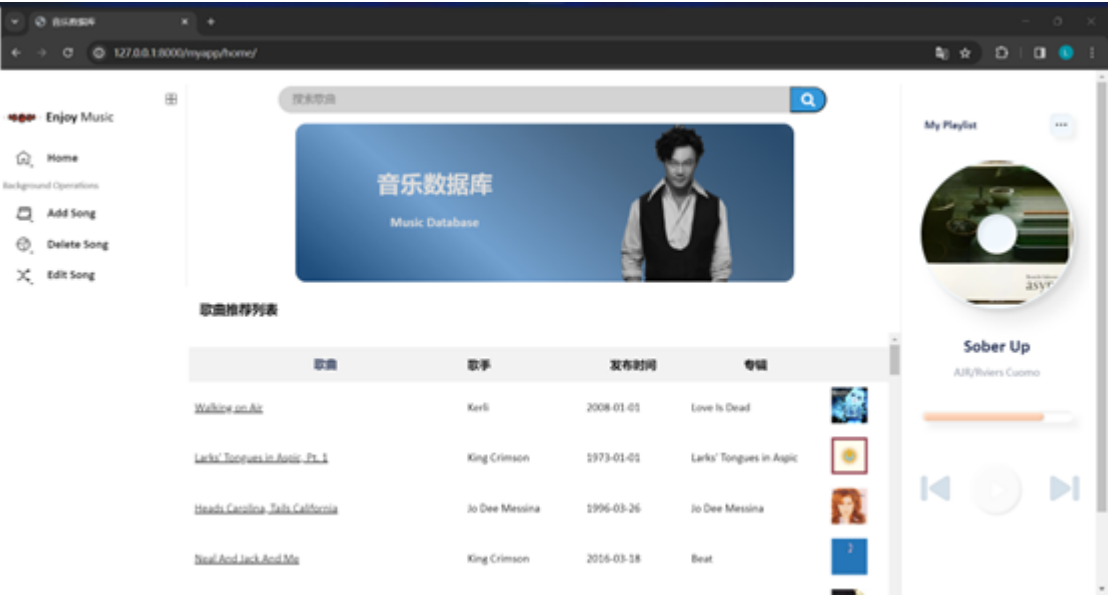 音乐数据库
127.0.0.1:8000/myapp/home/
Enjoy Music
Home
Background Operations
Add Song
Delete Song
Edit Song
搜索歌曲
音乐数据库
Music Database
歌曲推荐列表
歌曲 歌手 发布时间 专辑
Walking on Air Kerli 2008-01-01 Love Is Dead
Larks' Tongues in Aspic, Pt. 1 King Crimson 1973-01-01 Larks' Tongues in Aspic
Heads Carolina, Tails California Jo Dee Messina 1996-03-26 Jo Dee Messina
Neal And Jack And Me King Crimson 2016-03-18 Beat
2
My Playlist
asyn
Sober Up
AJR/Rviers Cuomo